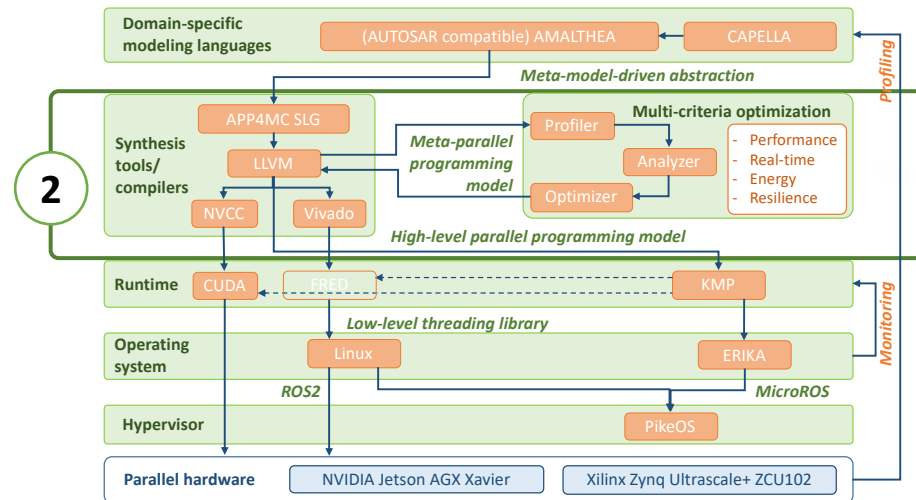 Domain-specific
modeling languages
(AUTOSAR compatible) AMALTHEA
CAPELLA
Meta-model-driven abstraction
Profiling
2
Synthesis
tools/
compilers
APP4MC SLG
LLVM
NVCC
Vivado
Meta-parallel
programming
model
Multi-criteria optimization
Profiler
Analyzer
Optimizer
- Performance
- Real-time
- Energy
- Resilience
High-level parallel programming model
Runtime
CUDA
FRED
KMP
Low-level threading library
Monitoring
Operating
system
Linux
ERIKA
ROS2
MicroROS
Hypervisor
PikeOS
Parallel hardware
NVIDIA Jetson AGX Xavier
Xilinx Zynq Ultrascale+ ZCU102